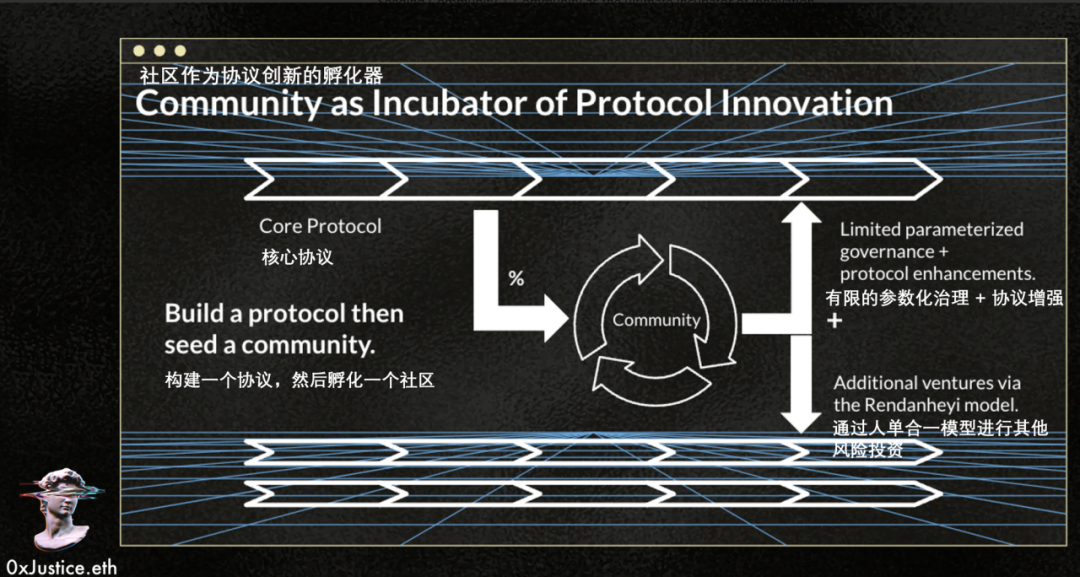 社区作为协议创新的孵化器
Community as Incubator of Protocol Innovation
Core Protocol
核心协议
Build a protocol then
seed a community.
构建一个协议，然后孵化一个社区
%
Community
Limited parameterized
governance +
protocol enhancements.
有限的参数化治理 + 协议增强
+
Additional ventures via
the Rendanheyi model.
通过人单合一模型进行其他
风险投资
0xJustice.eth